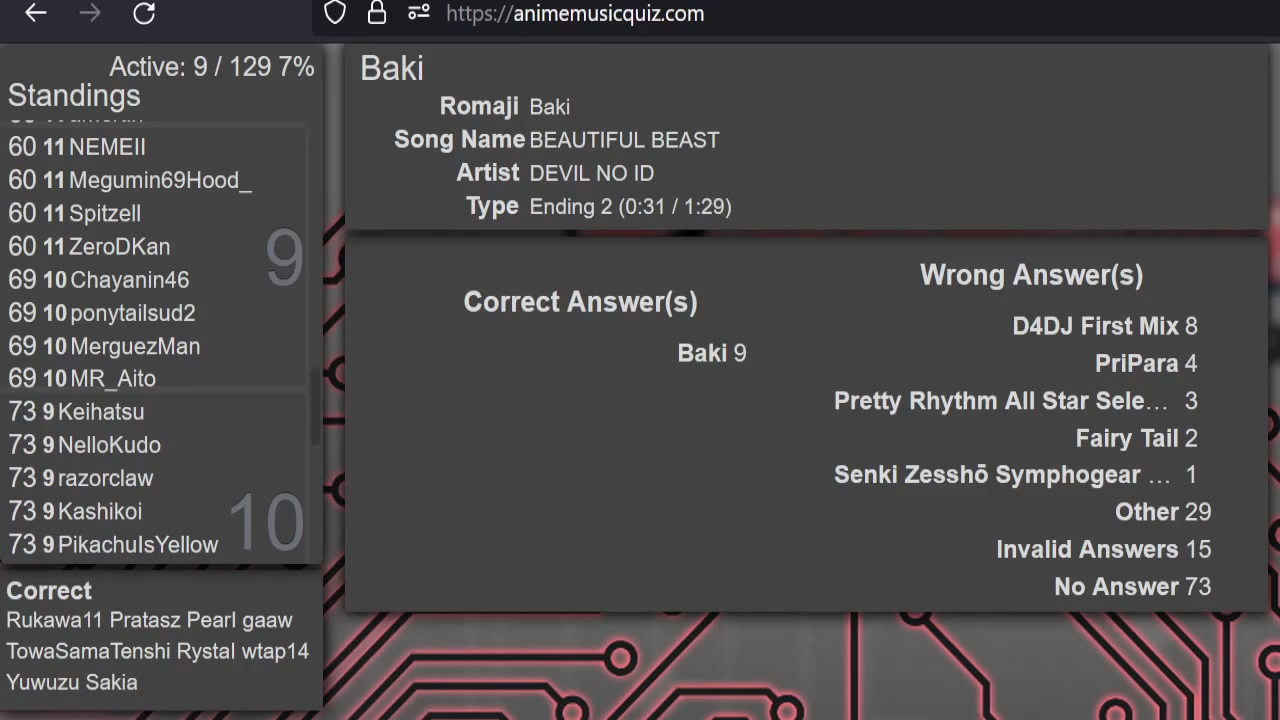 https://animemusicquiz.com
Active: 9 / 129 7%
Standings
60 11 NEMEII
60 11 Megumin69Hood_
60 11 Spitzell
60 11 ZeroDKan
9
69 10 Chayanin46
69 10 ponytailsud2
69 10 MerguezMan
69 10 MR_Aito
73 9 Keihatsu
73 9 NelloKudo
73 9 razorclaw
73 9 Kashikoi
73 9 PikachuIsYellow
10
Correct
Rukawa11 Pratasz Pearl gaaw
TowaSamaTenshi Rystal wtap14
Yuwuzu Sakia
Baki
Romaji Baki
Song Name BEAUTIFUL BEAST
Artist DEVIL NO ID
Type Ending 2 (0:31 / 1:29)
Correct Answer(s)
Baki 9
Wrong Answer(s)
D4DJ First Mix 8
PriPara 4
Pretty Rhythm All Star Sele... 3
Fairy Tail 2
Senki Zesshō Symphogear ... 1
Other 29
Invalid Answers 15
No Answer 73